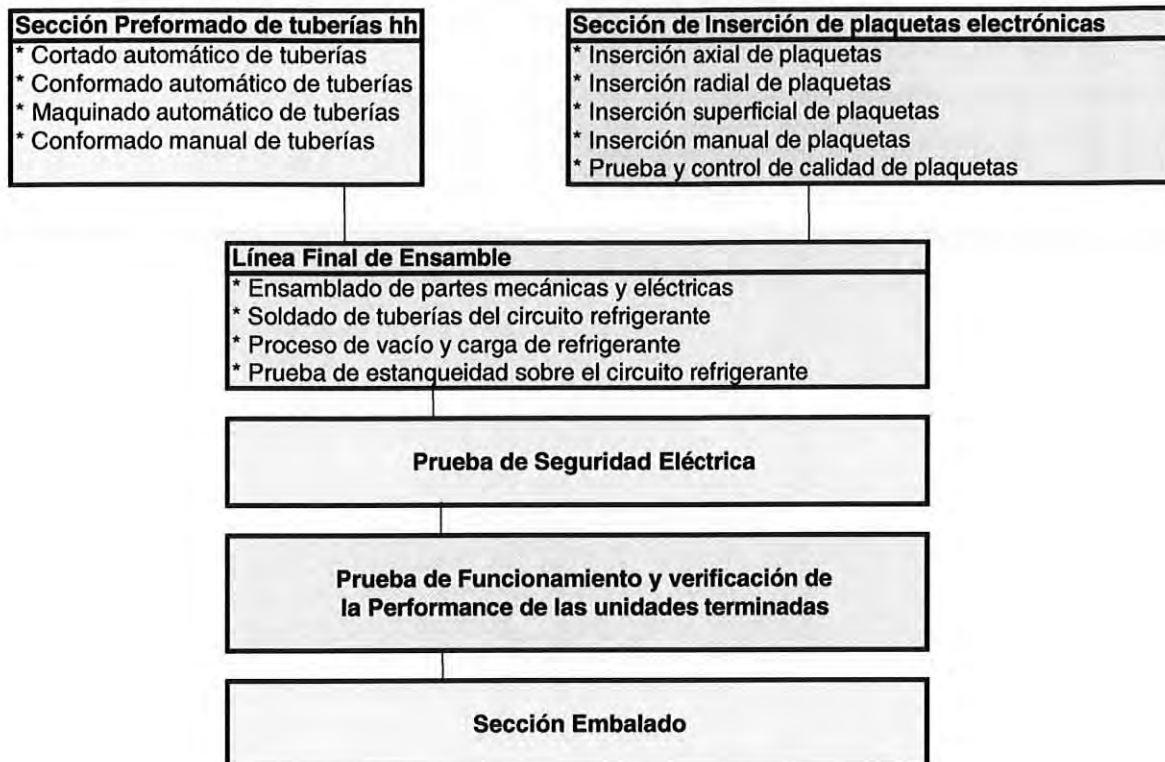 Sección Preformado de tuberías hh
* Cortado automático de tuberías
* Conformado automático de tuberías
* Maquinado automático de tuberías
* Conformado manual de tuberías
Sección de Inserción de plaquetas electrónicas
* Inserción axial de plaquetas
* Inserción radial de plaquetas
* Inserción superficial de plaquetas
* Inserción manual de plaquetas
* Prueba y control de calidad de plaquetas
Línea Final de Ensamble
* Ensamblado de partes mecánicas y eléctricas
* Soldado de tuberías del circuito refrigerante
* Proceso de vacío y carga de refrigerante
* Prueba de estanqueidad sobre el circuito refrigerante
Prueba de Seguridad Eléctrica
Prueba de Funcionamiento y verificación de
la Performance de las unidades terminadas
Sección Embalado